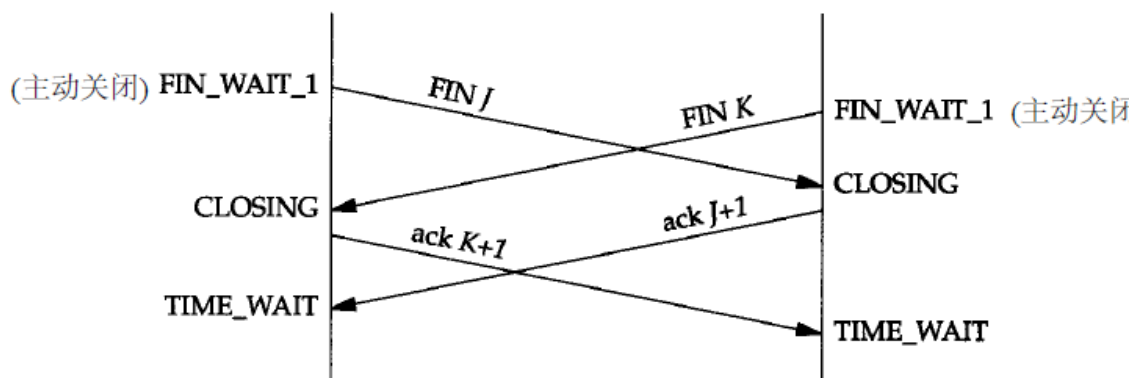 (主动关闭) FIN_WAIT_1
FIN J
FIN K
FIN_WAIT_1 (主动关闭
CLOSING
CLOSING
ack J+1
ack K+1
TIME_WAIT
TIME_WAIT